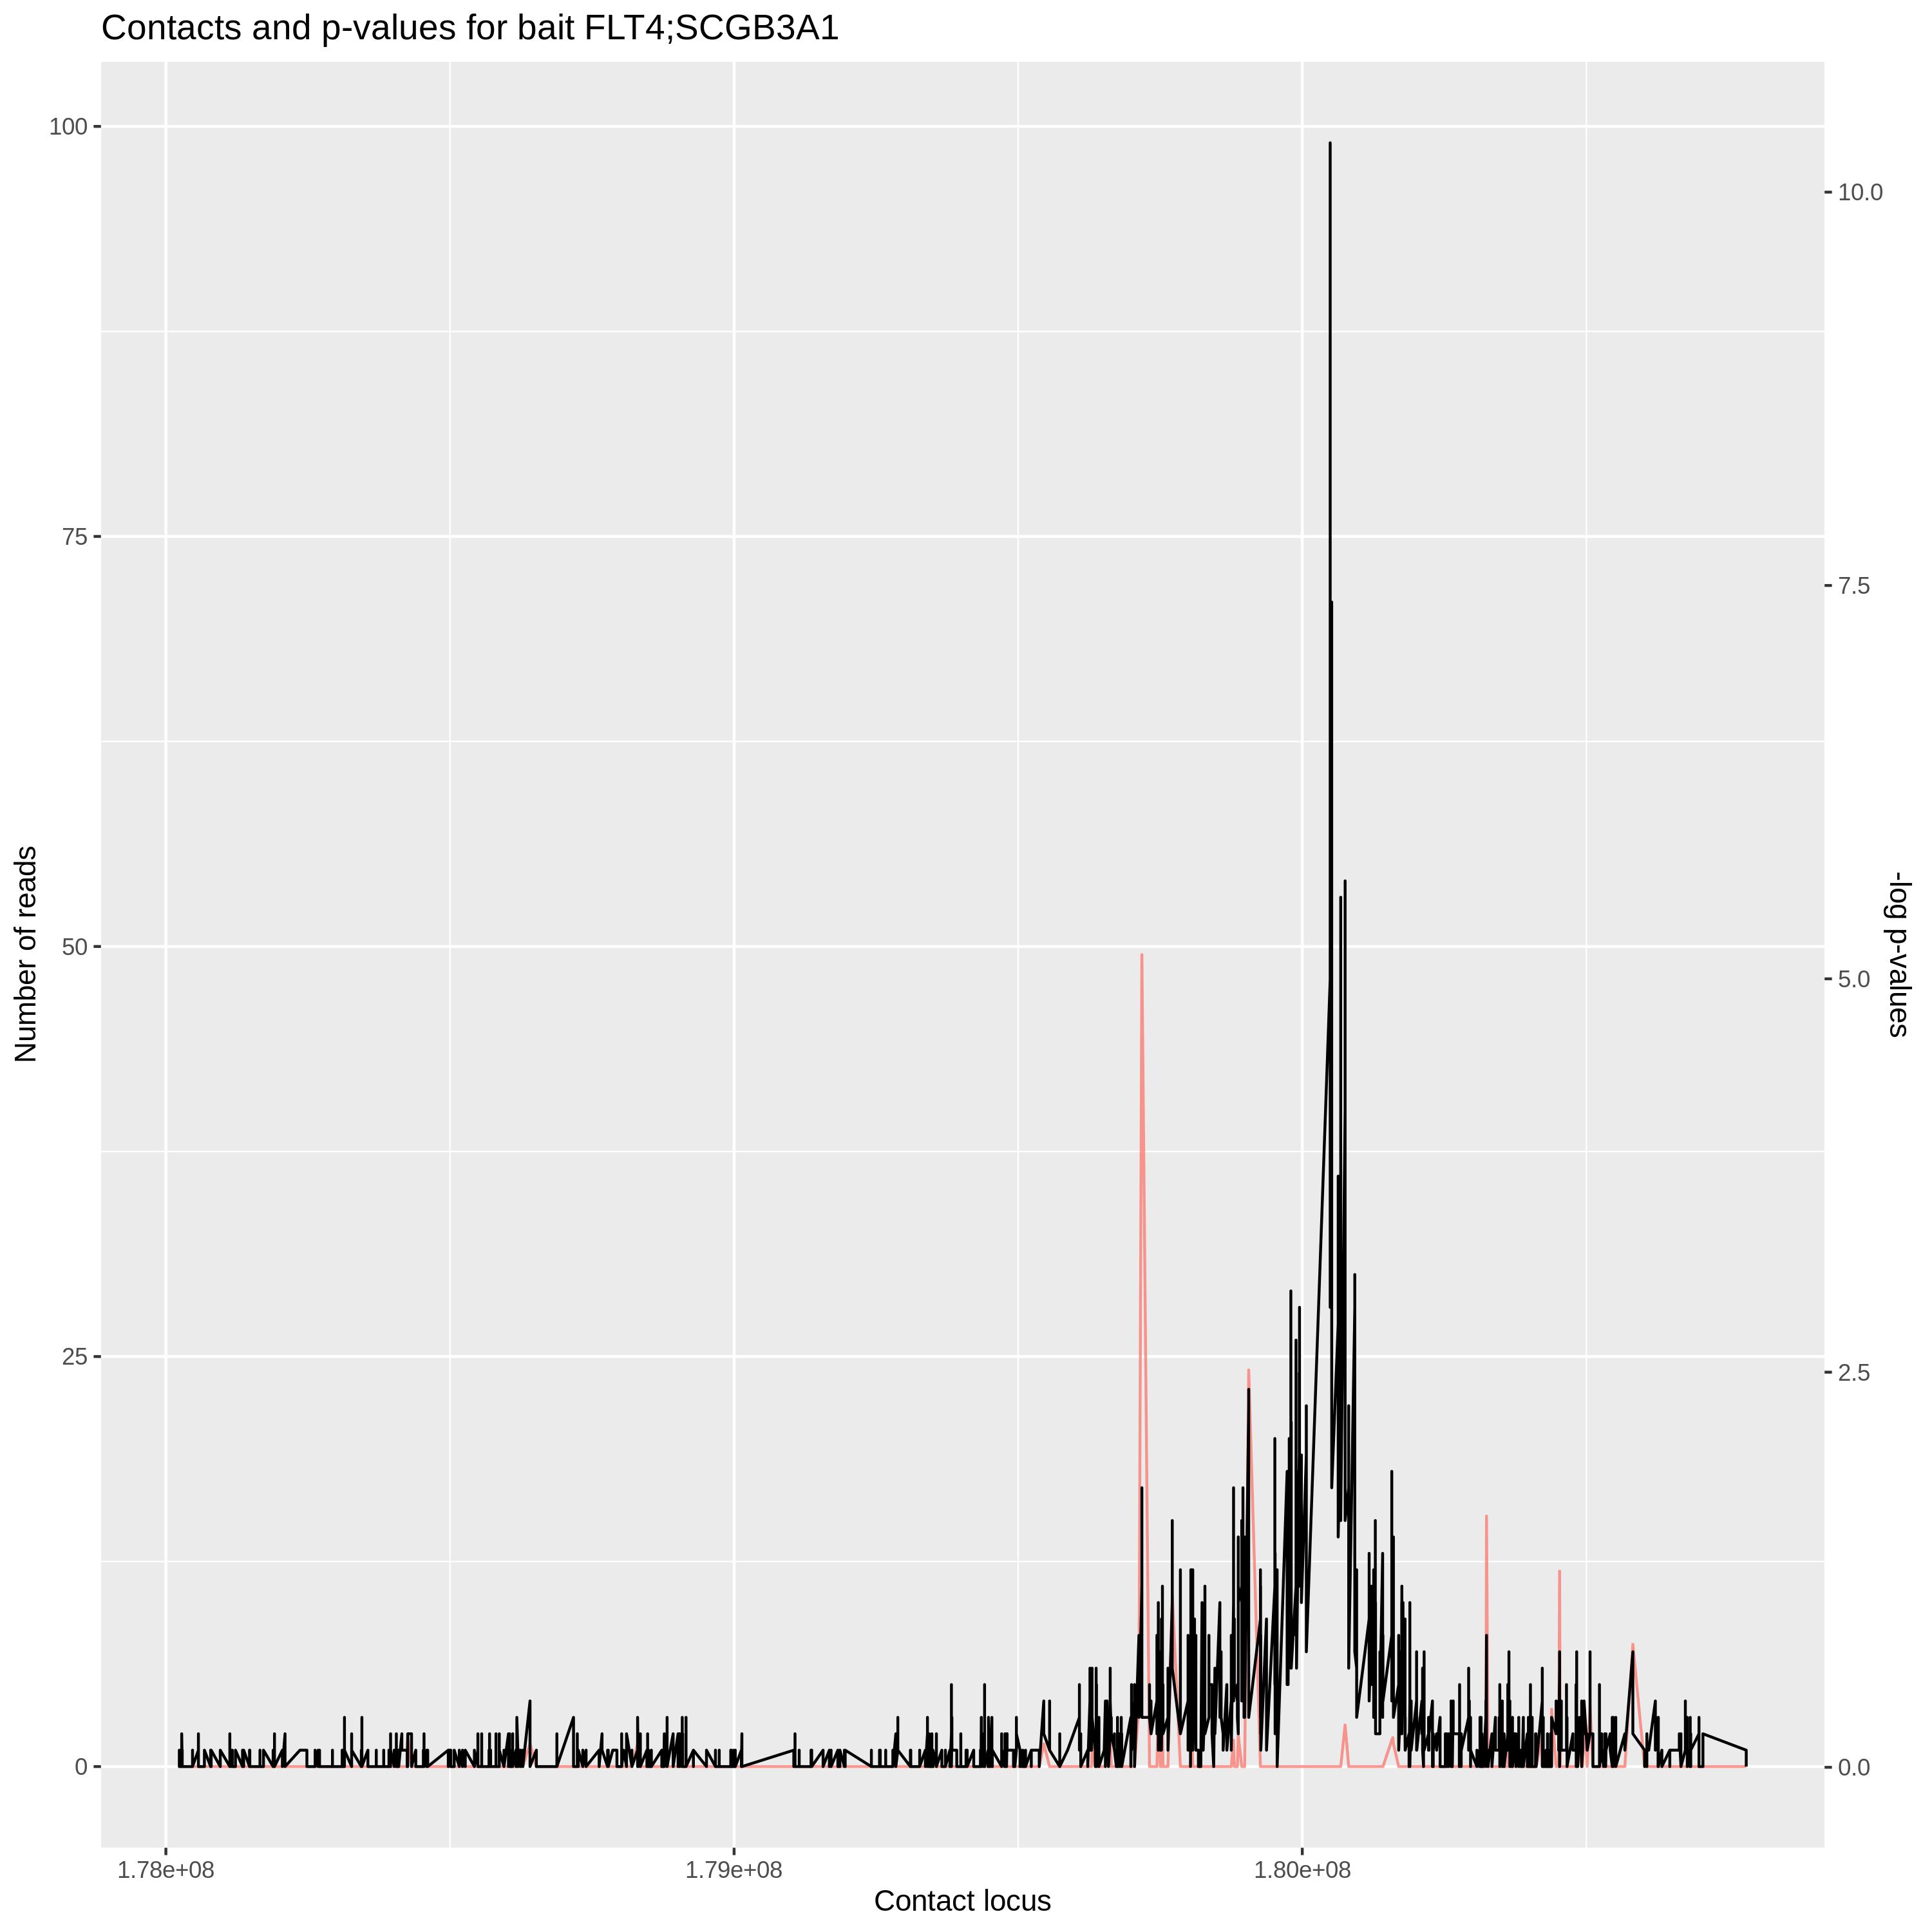 Contacts and p-values for bait FLT4;SCGB3A1
100
75
50
25
0
Number of reads
10.0
7.5
5.0
2.5
0.0
-log p-values
1.78e+08
1.79e+08
1.80e+08
Contact locus